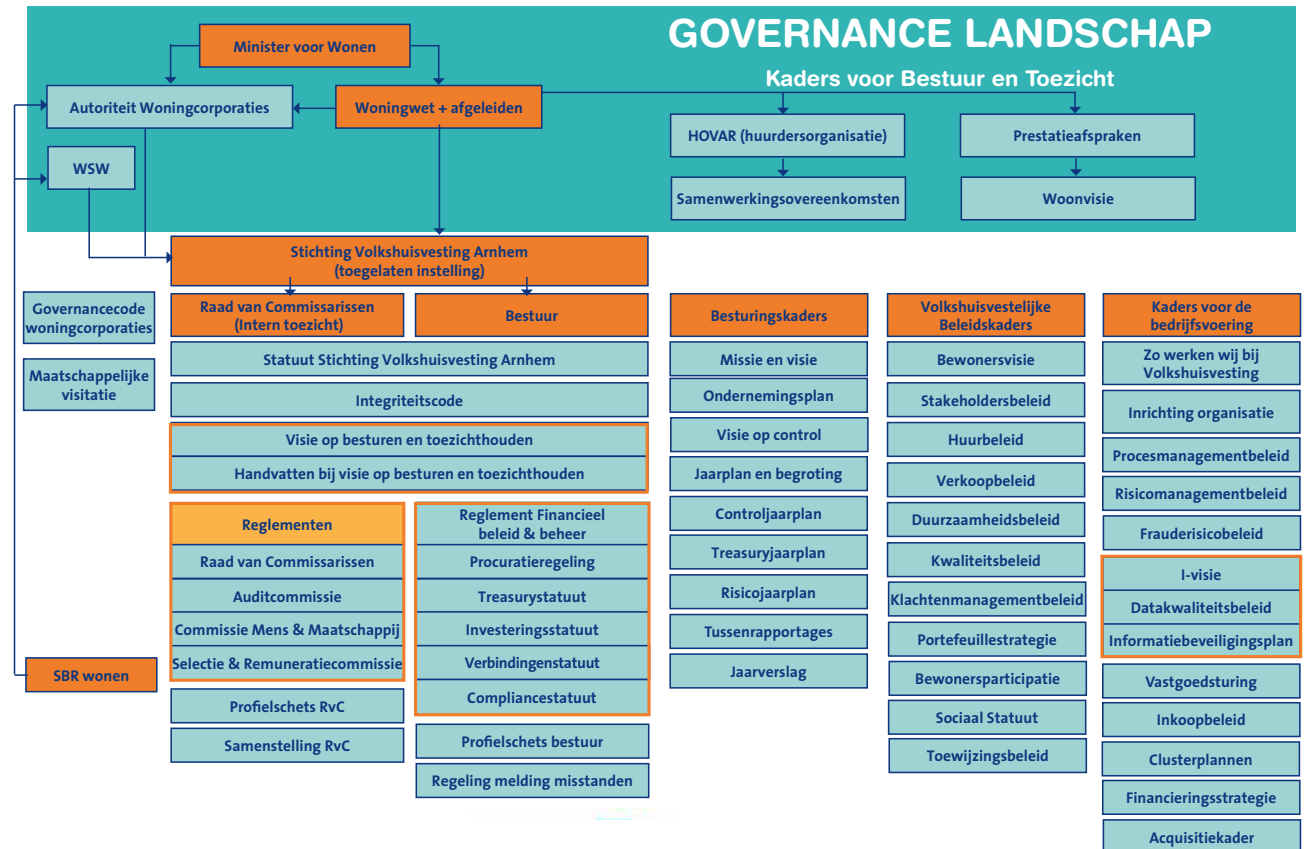 GOVERNANCE LANDSCHAP
Kaders voor Bestuur en Toezicht
Minister voor Wonen
Autoriteit Woningcorporaties
Woningwet + afgeleiden
HOVAR (huurdersorganisatie)
Prestatieafspraken
WSW
Samenwerkingsovereenkomsten
Woonvisie
Stichting Volkshuisvesting Arnhem
(toegelaten instelling)
Governancecode
woningcorporaties
Maatschappelijke
visitatie
SBR wonen
Raad van Commissarissen
(Intern toezicht)
Bestuur
Statuut Stichting Volkshuisvesting Arnhem
Integriteitscode
Visie op besturen en toezichthouden
Handvatten bij visie op besturen en toezichthouden
Reglementen
Raad van Commissarissen
Auditcommissie
Commissie Mens & Maatschappij
Selectie & Remuneratiecommissie
Profielschets RvC
Samenstelling RvC
Reglement Financieel
beleid & beheer
Procuratieregeling
Treasurystatuut
Investeringsstatuut
Verbindingenstatuut
Compliancestatuut
Profielschets bestuur
Regeling melding misstanden
Besturingskaders
Missie en visie
Ondernemingsplan
Visie op control
Jaarplan en begroting
Controljaarplan
Treasuryjaarplan
Risicojaarplan
Tussenrapportages
Jaarverslag
Volkshuisvestelijke
Beleidskaders
Bewonersvisie
Stakeholdersbeleid
Huurbeleid
Verkoopbeleid
Duurzaamheidsbeleid
Kwaliteitsbeleid
Klachtenmanagementbeleid
Portefeuillestrategie
Bewonersparticipatie
Sociaal Statuut
Toewijzingsbeleid
Kaders voor de
bedrijfsvoering
Zo werken wij bij
Volkshuisvesting
Inrichting organisatie
Procesmanagementbeleid
Risicomanagementbeleid
Frauderisicobeleid
I-visie
Datakwaliteitsbeleid
Informatiebeveiligingsplan
Vastgoedsturing
Inkoopbeleid
Clusterplannen
Financieringsstrategie
Acquisitiekader